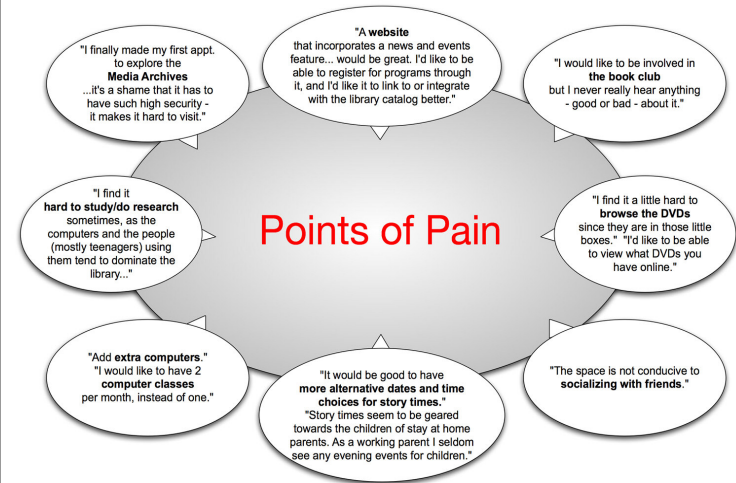 "I finally made my first appt.
to explore the
Media Archives
...it's a shame that it has to
have such high security -
it makes it hard to visit."
"A website
that incorporates a news and events
feature... would be great. I'd like to be
able to register for programs through
it, and I'd like it to link to or integrate
with the library catalog better."
"I would like to be involved in
the book club
but I never really hear anything
- good or bad - about it."
"I find it
hard to study/do research
sometimes, as the
computers and the people
(mostly teenagers) using
them tend to dominate the
library..."
Points of Pain
"I find it a little hard to
browse the DVDs
since they are in those little
boxes." "I'd like to be able
to view what DVDs you
have online."
"Add extra computers."
"I would like to have 2
computer classes
per month, instead of one."
"It would be good to have
more alternative dates and time
choices for story times."
"Story times seem to be geared
towards the children of stay at home
parents. As a working parent I seldom
see any evening events for children."
"The space is not conducive to
socializing with friends."